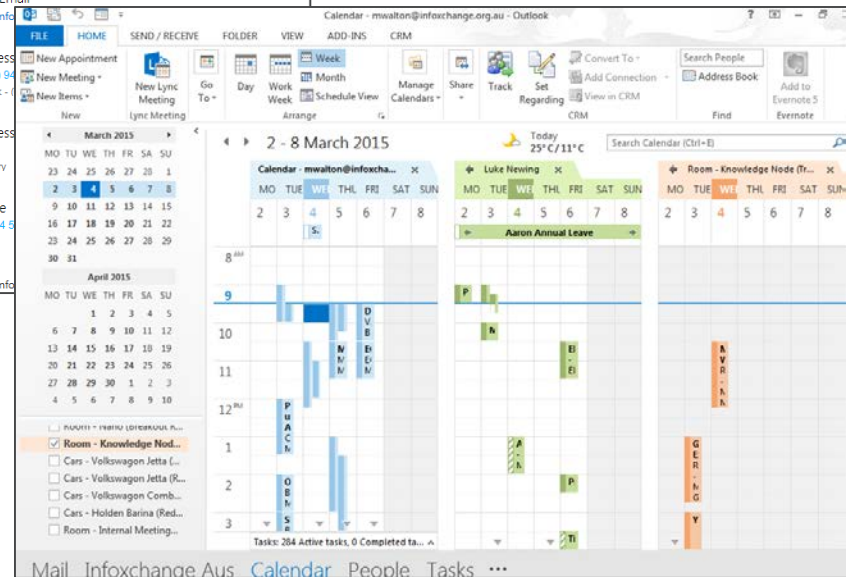 Calendar - mwalton@infoxchange.org.au - Outlook
FILE HOME SEND / RECEIVE FOLDER VIEW ADD-INS CRM
New Appointment
New Meeting
New Items
New
New Lync Meeting
Lync Meeting
Go To
Day
Work Week
Week
Month
Schedule View
Arrange
Manage Calendars
Share
Track
Set Regarding
Convert To
Add Connection
View in CRM
CRM
Search People
Address Book
Find
Add to Evernote 5
Evernote
March 2015
MO TU WE TH FR SA SU
23 24 25 26 27 28 1
2 3 4 5 6 7 8
9 10 11 12 13 14 15
16 17 18 19 20 21 22
23 24 25 26 27 28 29
30 31
April 2015
MO TU WE TH FR SA SU
1 2 3 4 5
6 7 8 9 10 11 12
13 14 15 16 17 18 19
20 21 22 23 24 25 26
27 28 29 30 1 2 3
4 5 6 7 8 9 10
Room - Nano (Breakout R...
Room - Knowledge Nod...
Cars - Volkswagon Jetta (...
Cars - Volkswagon Jetta (R...
Cars - Volkswagon Comb...
Cars - Holden Barina (Red...
Room - Internal Meeting...
2 - 8 March 2015
Today
25°C/11°C
Search Calendar (Ctrl+E)
Calendar - mwalton@infoxcha...
MO TUE WE THU FRI SAT SUN
2 3 4 5 6 7 8
S.
Luke Newing
MO TUE WE THU FRI SAT SUN
2 3 4 5 6 7 8
Aaron Annual Leave
Room - Knowledge Node (Tr...
MO TUE WE THU FRI SAT SUN
2 3 4 5 6 7 8
8 AM
9
10
11
12 PM
1
2
3
Tasks: 284 Active tasks, 0 Completed ta...
Mail Infoxchange Aus Calendar People Tasks ...